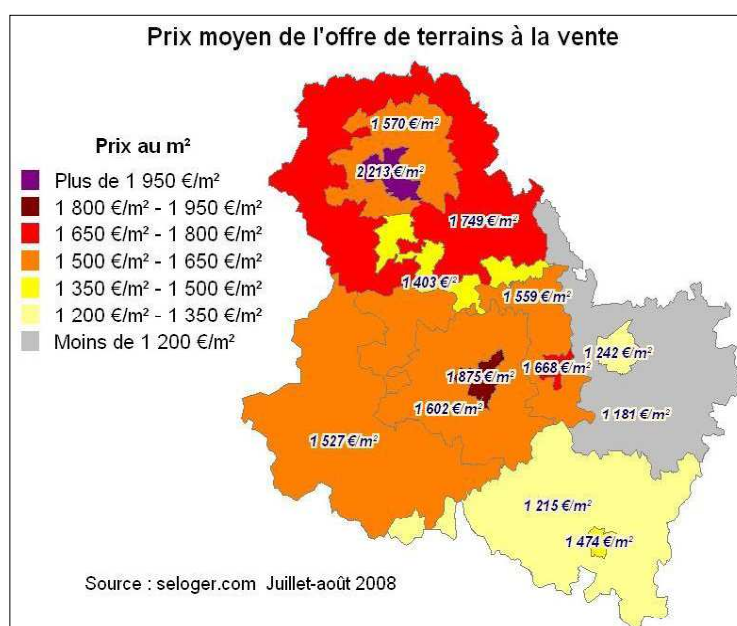 Prix moyen de l'offre de terrains à la vente
Prix au m²
Plus de 1 950 €/m²
1 800 €/m² - 1 950 €/m²
1 650 €/m² - 1 800 €/m²
1 500 €/m² - 1 650 €/m²
1 350 €/m² - 1 500 €/m²
1 200 €/m² - 1 350 €/m²
Moins de 1 200 €/m²
1 570 €/m²
2 213 €/m²
1 749 €/m²
1 403 €/²
1 559 €/m²
1 242 €/m²
1 668 €/m²
1 875 €/m²
1 602 €/m²
1 181 €/m²
1 527 €/m²
1 215 €/m²
1 474 €/m²
Source : seloger.com Juillet-août 2008